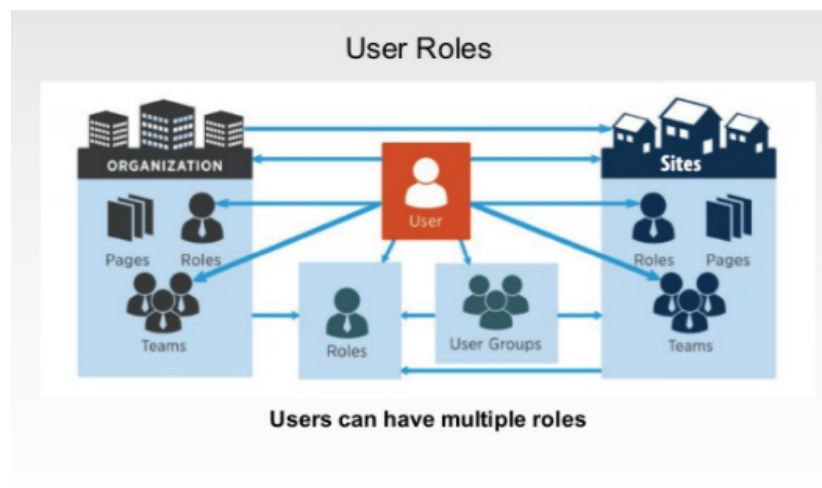 User Roles
ORGANIZATION
Sites
User
Pages
Roles
Roles
Pages
Teams
Roles
User Groups
Teams
Users can have multiple roles